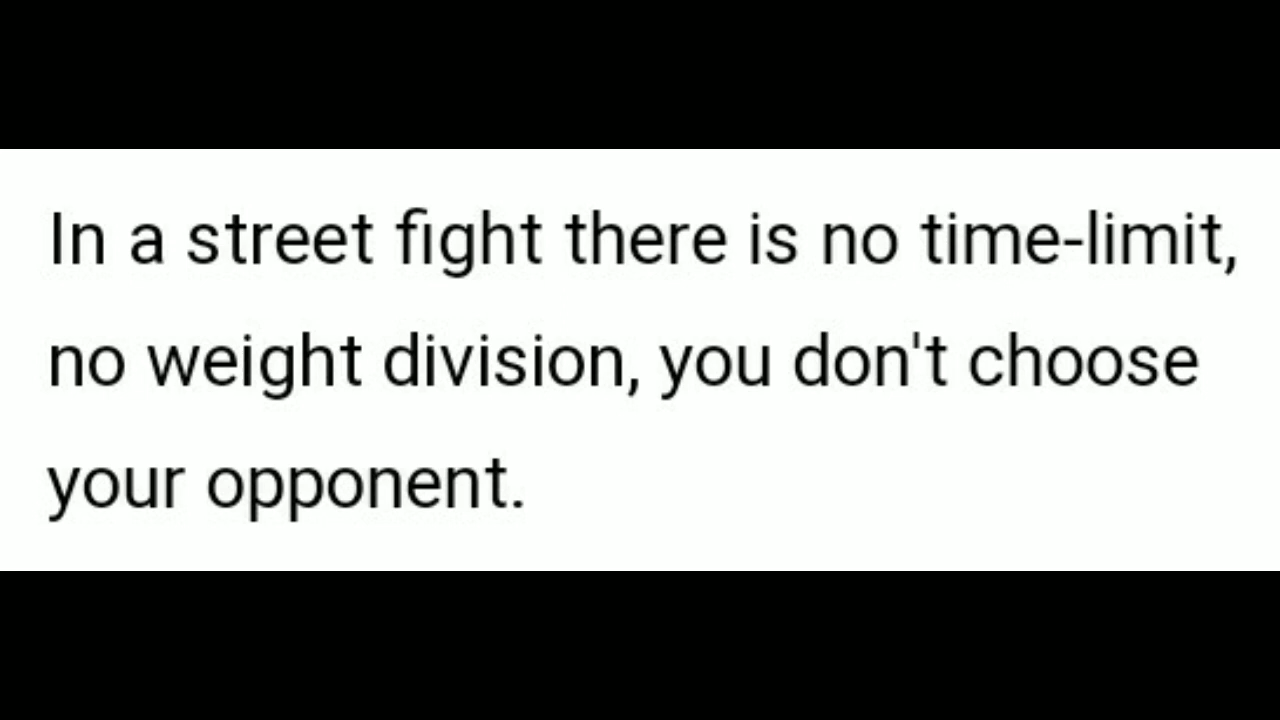 In a street fight there is no time-limit,
no weight division, you don't choose
your opponent.